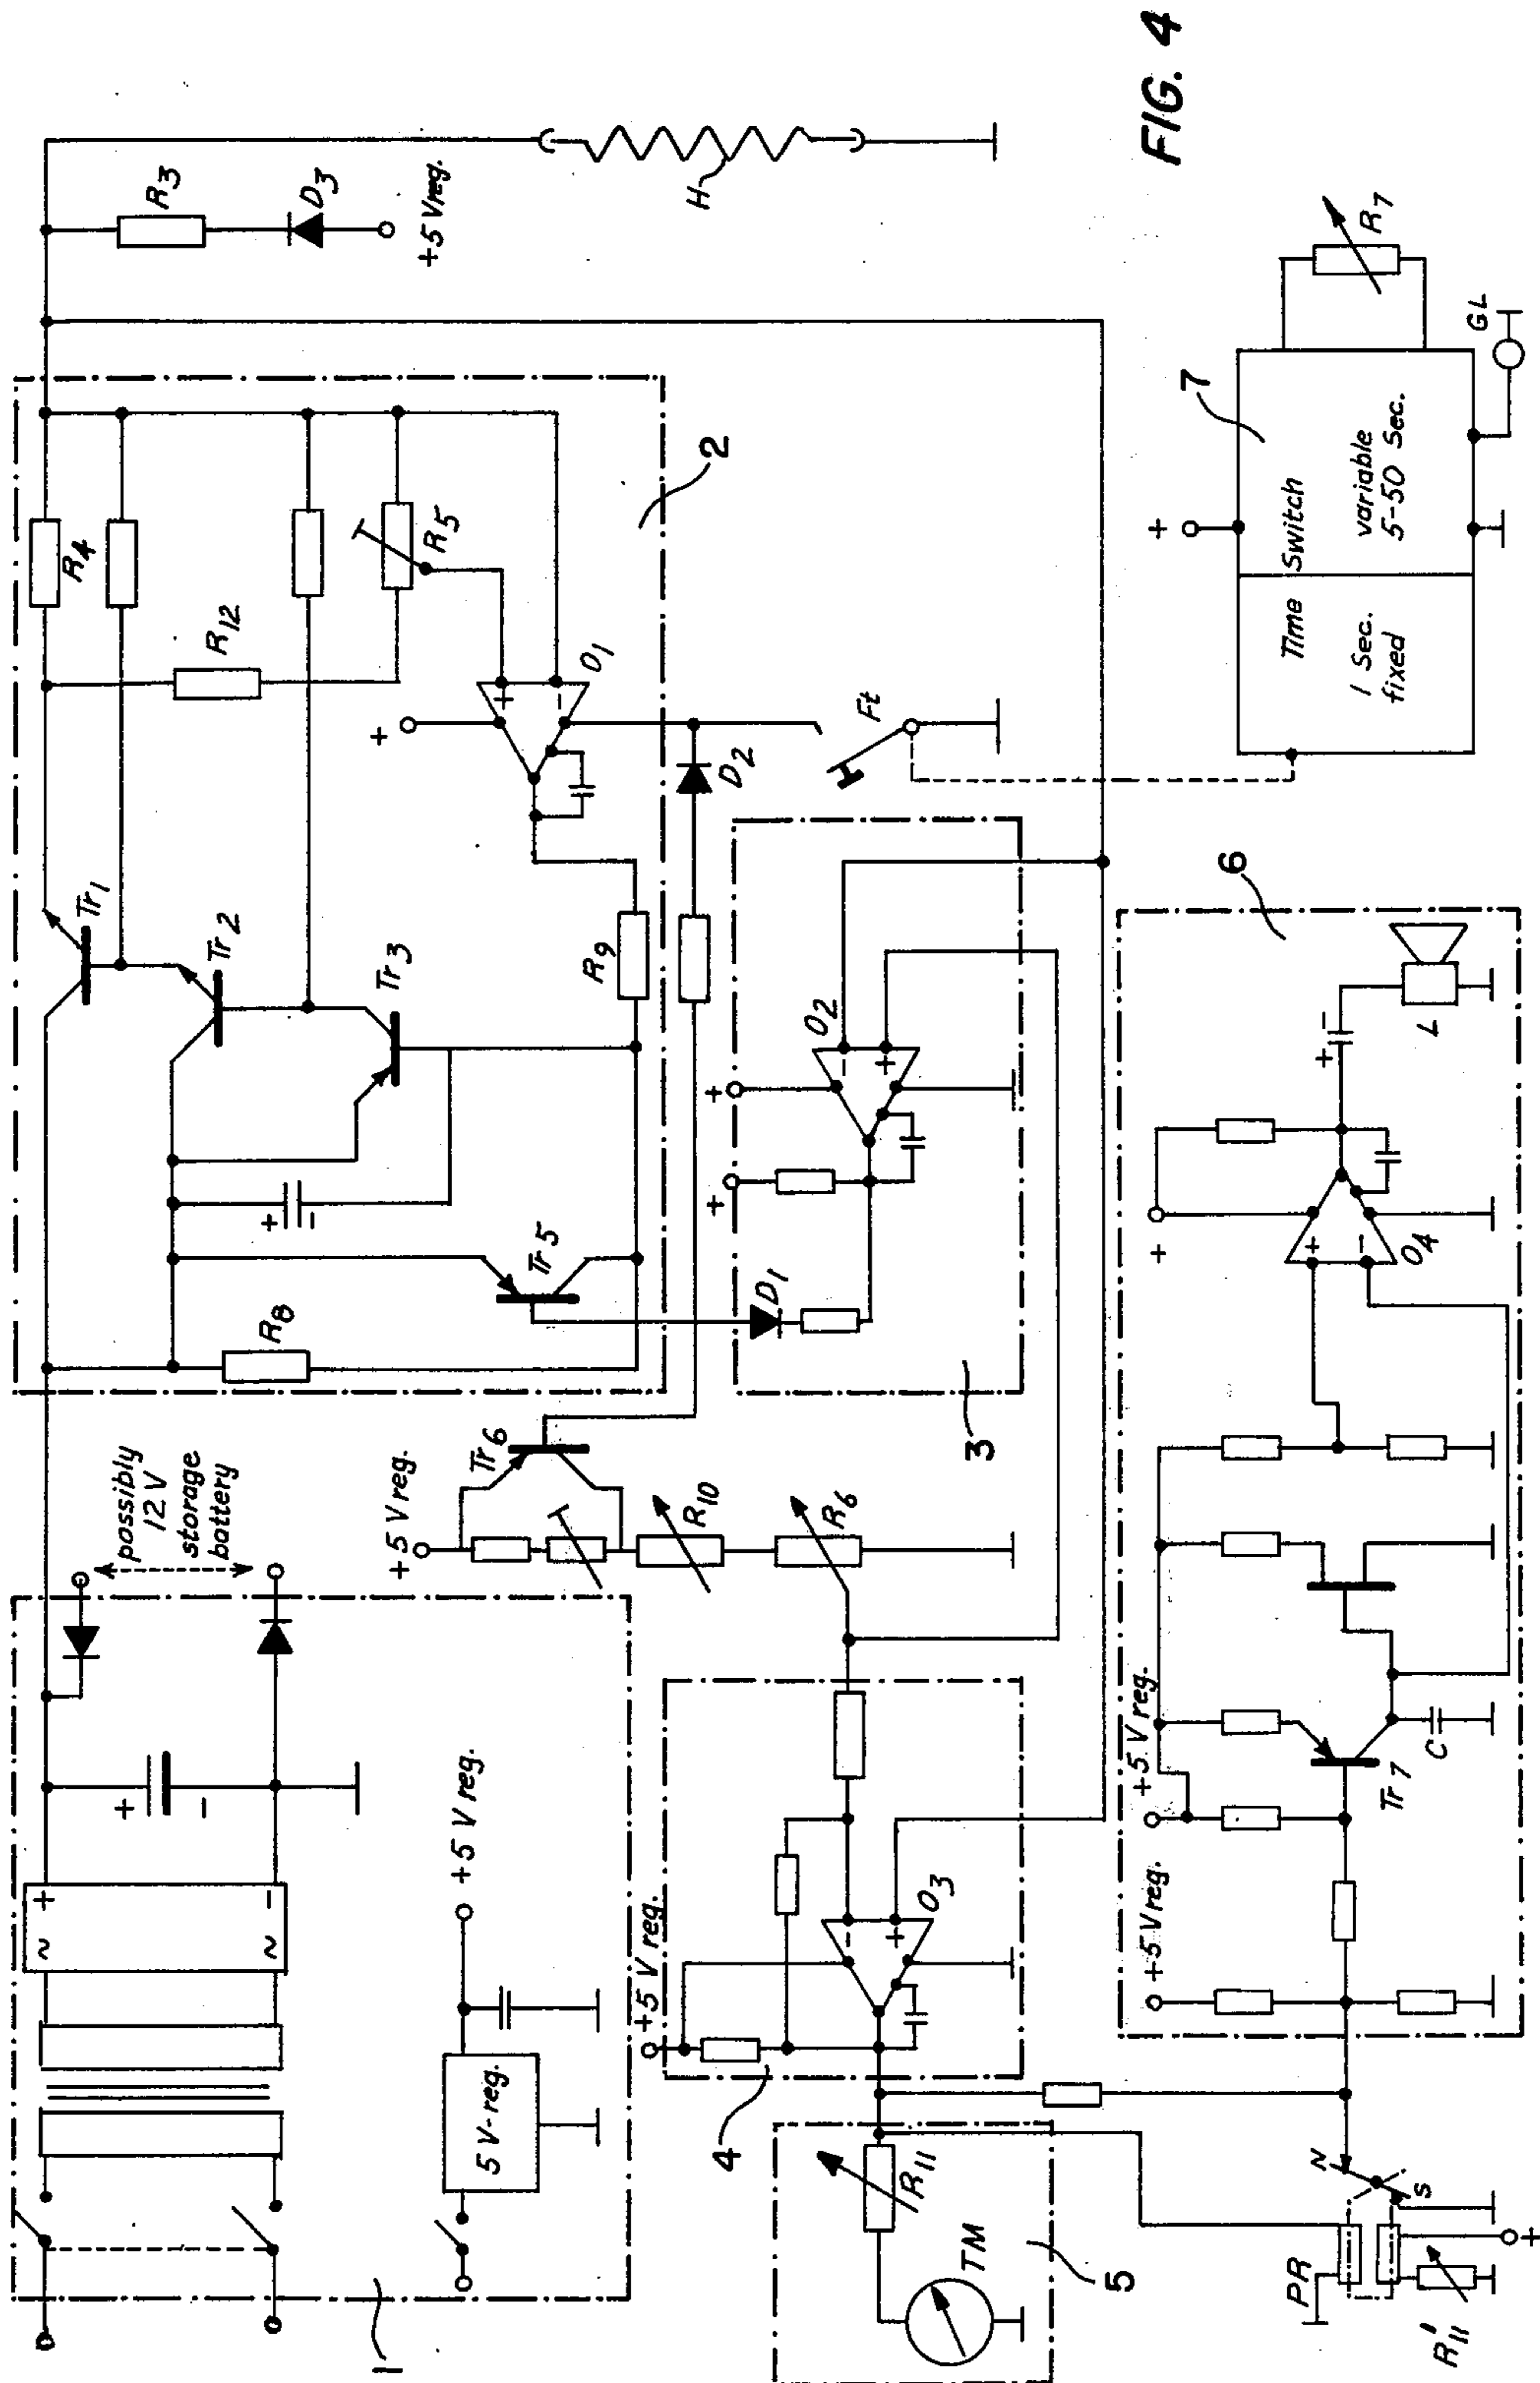 FIG. 4
1
possibly
12 V
storage
battery
+
−
+
−
~
~
5 V-reg.
+5 V reg.
2
Tr1
Tr2
Tr3
Tr5
R4
R12
R5
R8
R9
O1
+
−
+
+
−
R3
D3
+5 Vreg.
H
+5 V reg.
Tr6
R10
R6
D2
Ft
3
D1
O2
+
+
−
+
4
+5 V reg.
O3
−
+
5
R11
TM
6
+5 V reg.
+5 V reg.
Tr7
C
O4
+
−
+
+
−
L
PR
N
S
R'11
+
7
+
Time Switch
1 Sec.
fixed
variable
5-50 Sec.
R7
GL